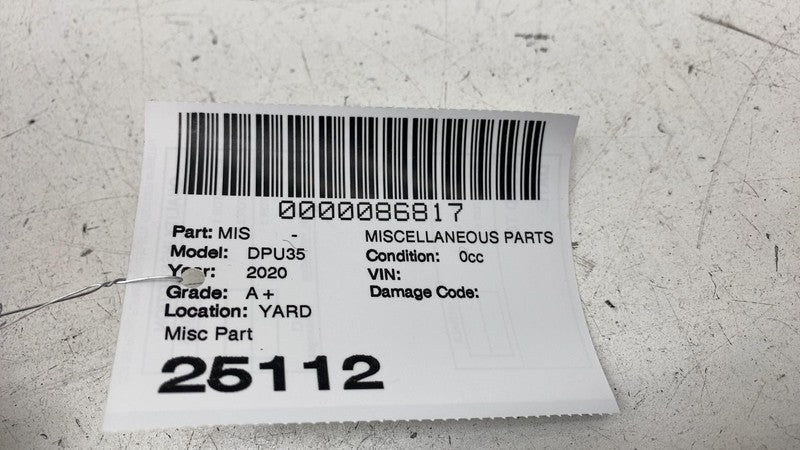 0000086817
Part: MIS - MISCELLANEOUS PARTS
Model: DPU35 Condition: 0cc
Year: 2020 VIN:
Grade: A+ Damage Code:
Location: YARD
Misc Part
25112